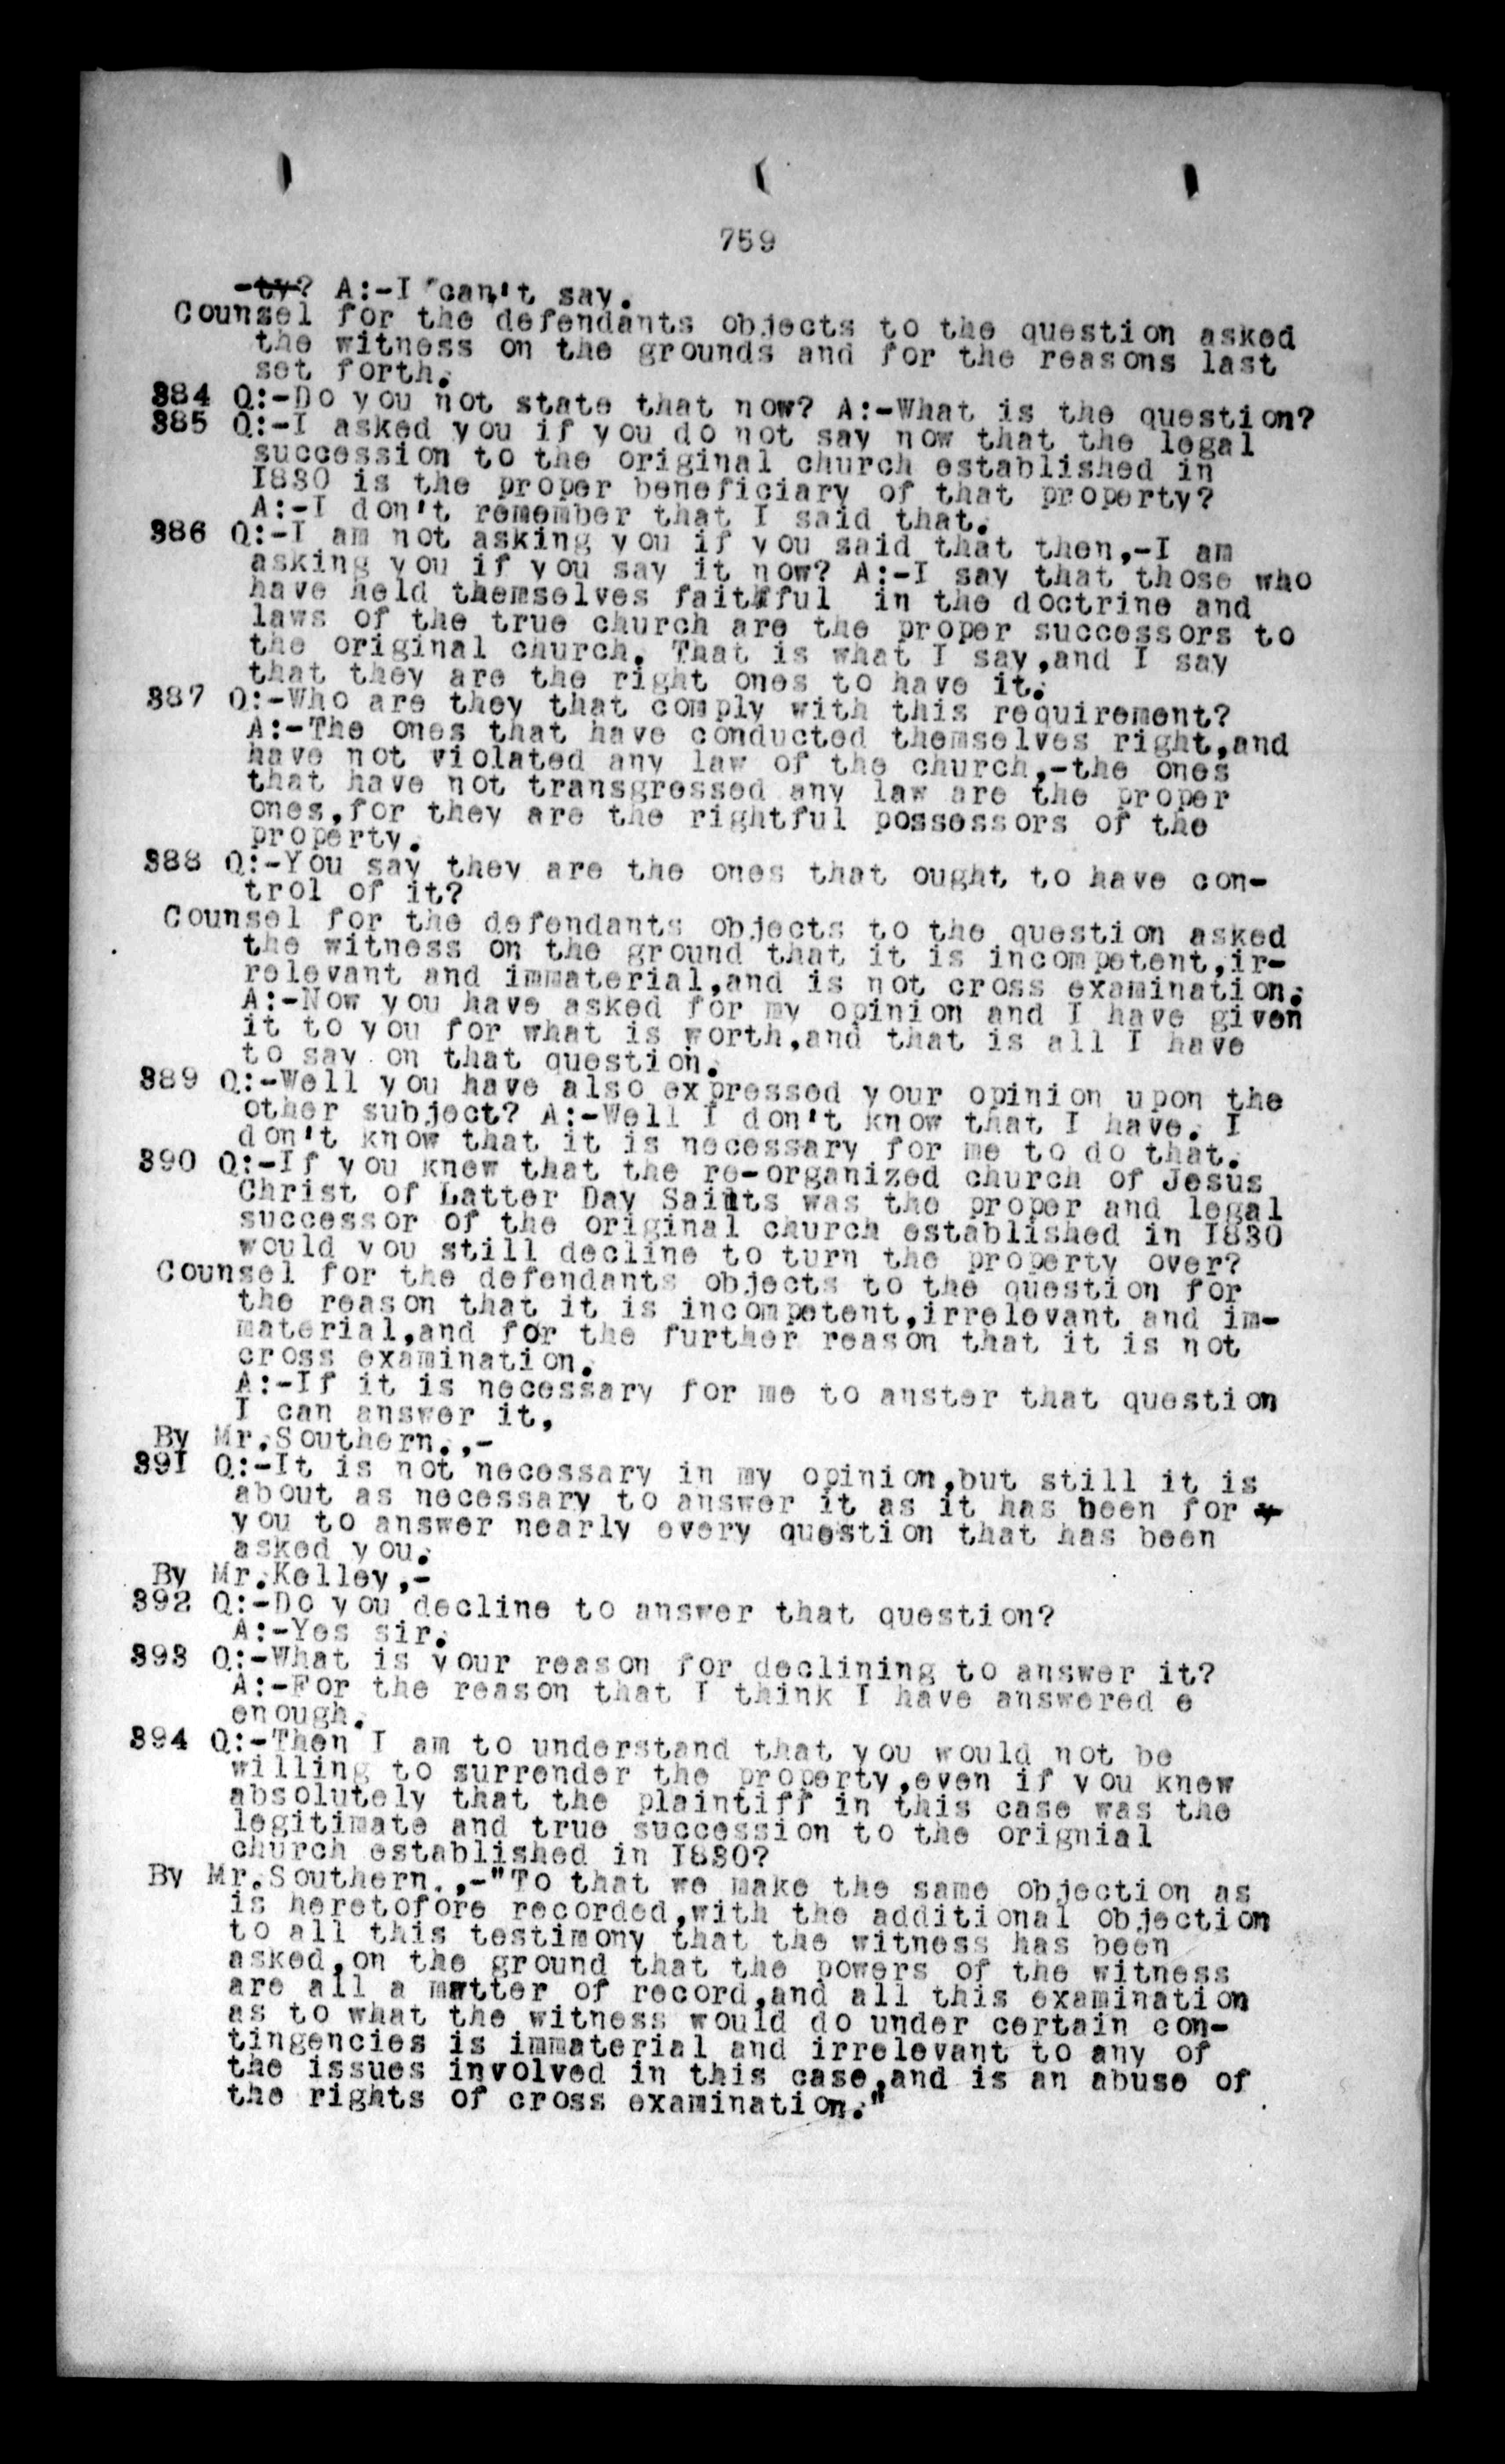 759
-ty? A:-I can't say.
Counsel for the defendants objects to the question asked
the witness on the grounds and for the reasons last
set forth.
384 Q:-Do you not state that now? A:-What is the question?
385 Q:-I asked you if you do not say now that the legal
succession to the original church established in
I830 is the proper beneficiary of that property?
A:-I don't remember that I said that.
386 Q:-I am not asking you if you said that then,-I am
asking you if you say it now? A:-I say that those who
have held themselves faithful in the doctrine and
laws of the true church are the proper successors to
the original church. That is what I say,and I say
that they are the right ones to have it.
387 Q:-Who are they that comply with this requirement?
A:-The ones that have conducted themselves right,and
have not violated any law of the church,-the ones
that have not transgressed any law are the proper
ones,for they are the rightful possessors of the
property.
388 Q:-You say they are the ones that ought to have con-
trol of it?
Counsel for the defendants objects to the question asked
the witness on the ground that it is incompetent,ir-
relevant and immaterial,and is not cross examination.
A:-Now you have asked for my opinion and I have given
it to you for what is worth,and that is all I have
to say on that question.
389 Q:-Well you have also expressed your opinion upon the
other subject? A:-Well I don't know that I have. I
don't know that it is necessary for me to do that.
390 Q:-If you knew that the re-organized church of Jesus
Christ of Latter Day Saints was the proper and legal
successor of the original church established in I830
would you still decline to turn the property over?
Counsel for the defendants objects to the question for
the reason that it is incompetent,irrelevant and im-
material,and for the further reason that it is not
cross examination.
A:-If it is necessary for me to anster that question
I can answer it,
By Mr.Southern.,-
39I Q:-It is not necessary in my opinion,but still it is
about as necessary to answer it as it has been for y
you to answer nearly every question that has been
asked you.
By Mr.Kelley,-
392 Q:-Do you decline to answer that question?
A:-Yes sir.
393 Q:-What is your reason for declining to answer it?
A:-For the reason that I think I have answered e
enough.
394 Q:-Then I am to understand that you would not be
willing to surrender the property,even if you knew
absolutely that the plaintiff in this case was the
legitimate and true succession to the orignial
church established in I830?
By Mr.Southern.,-"To that we make the same objection as
is heretofore recorded,with the additional objection
to all this testimony that the witness has been
asked,on the ground that the powers of the witness
are all a matter of record,and all this examination
as to what the witness would do under certain con-
tingencies is immaterial and irrelevant to any of
the issues involved in this case,and is an abuse of
the rights of cross examination."